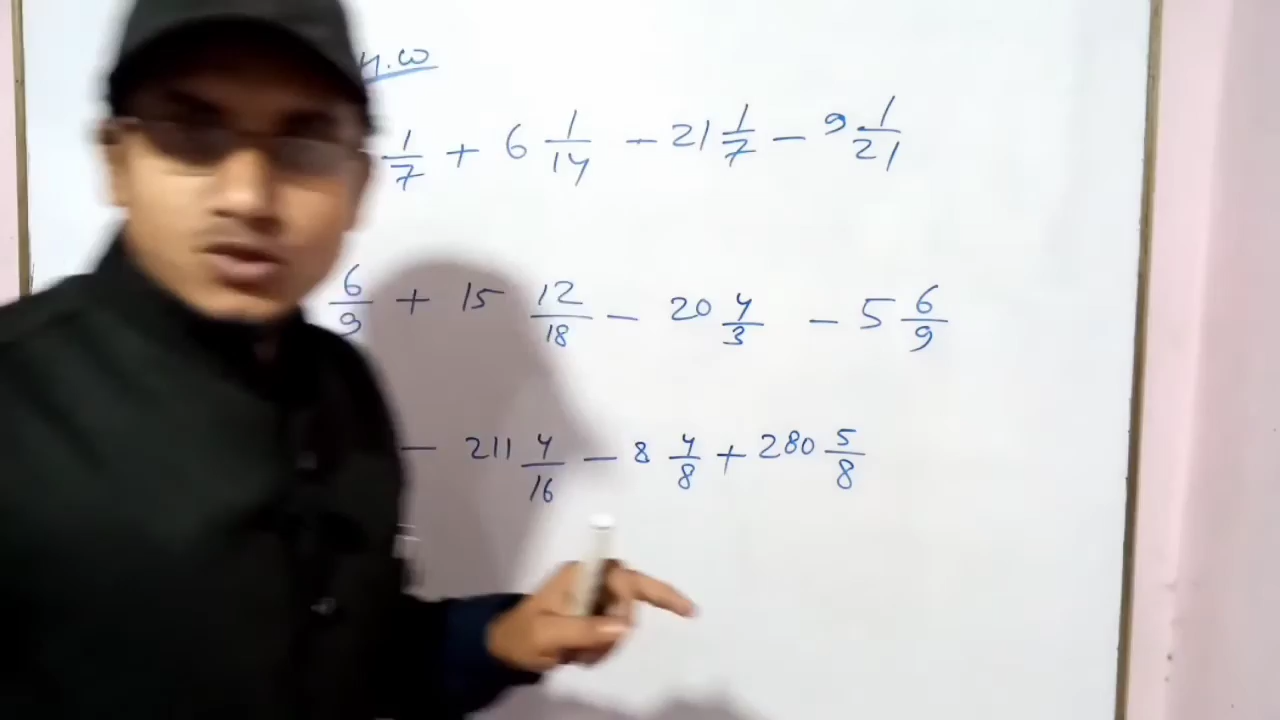 H.W
1/7 + 6 1/14 - 21 1/7 - 9 1/21
6/9 + 15 12/18 - 20 4/3 - 5 6/9
- 211 4/16 - 8 4/8 + 280 5/8